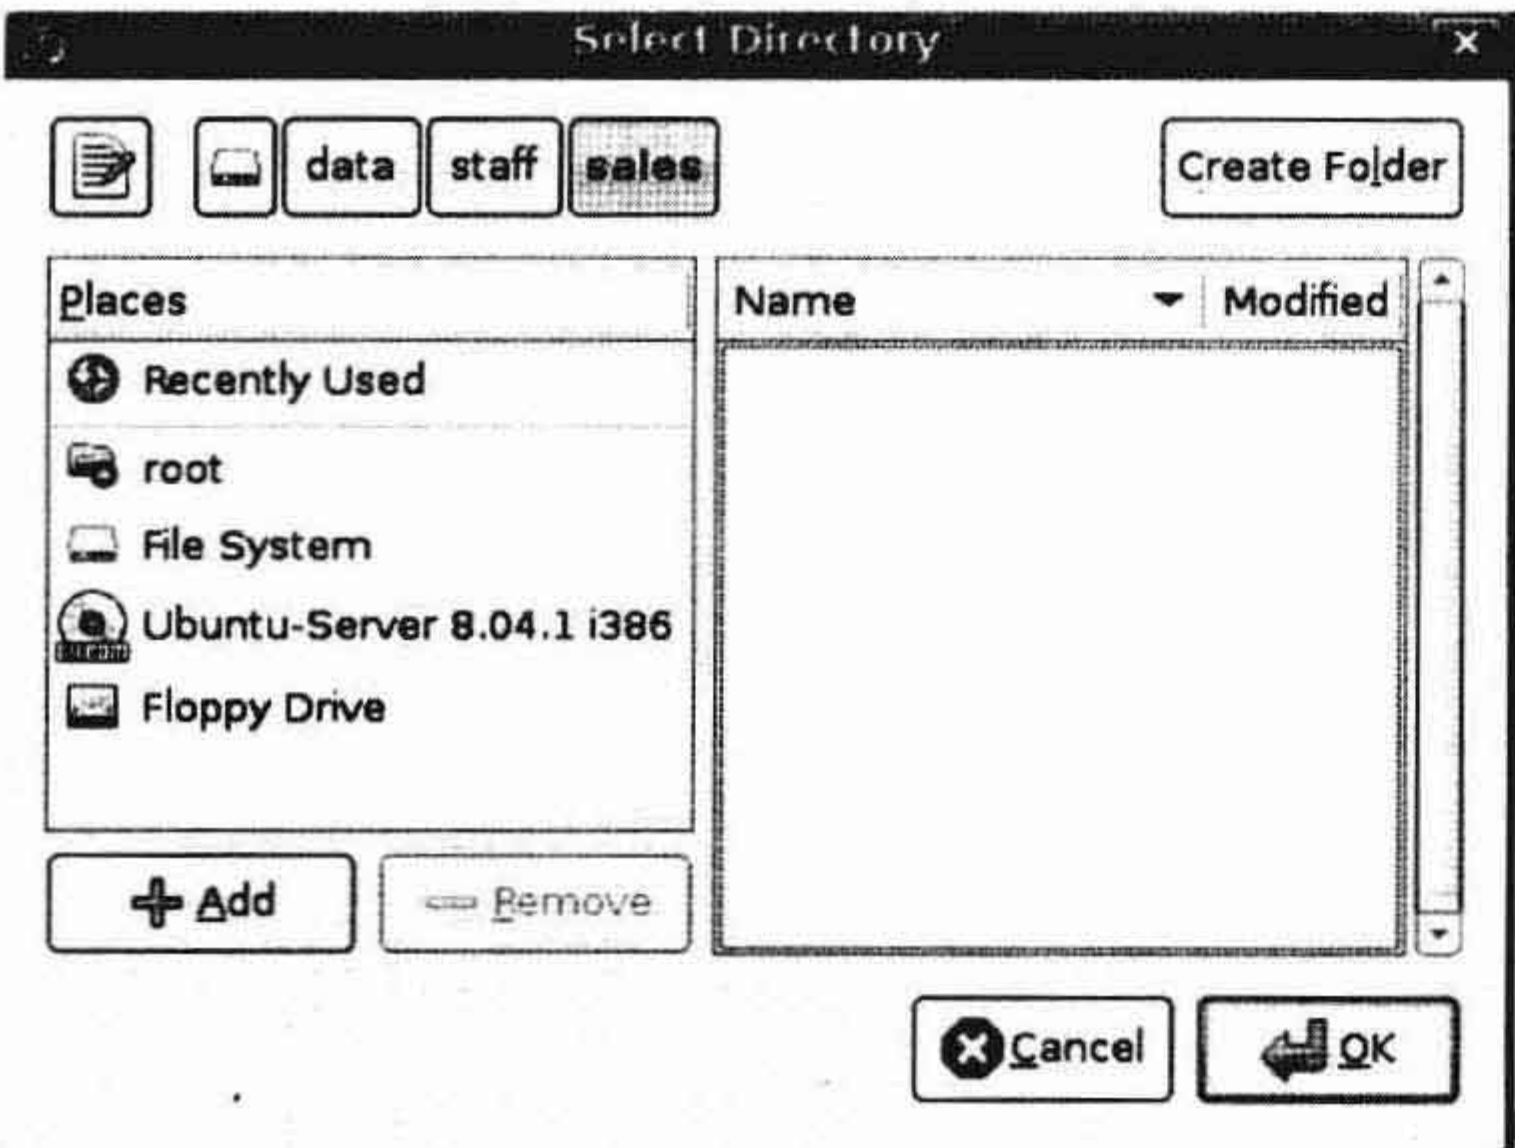 Select Directory
data staff sales Create Folder
Places
Recently Used
root
File System
Ubuntu-Server 8.04.1 i386
Floppy Drive
Add Remove
Name Modified
Cancel OK